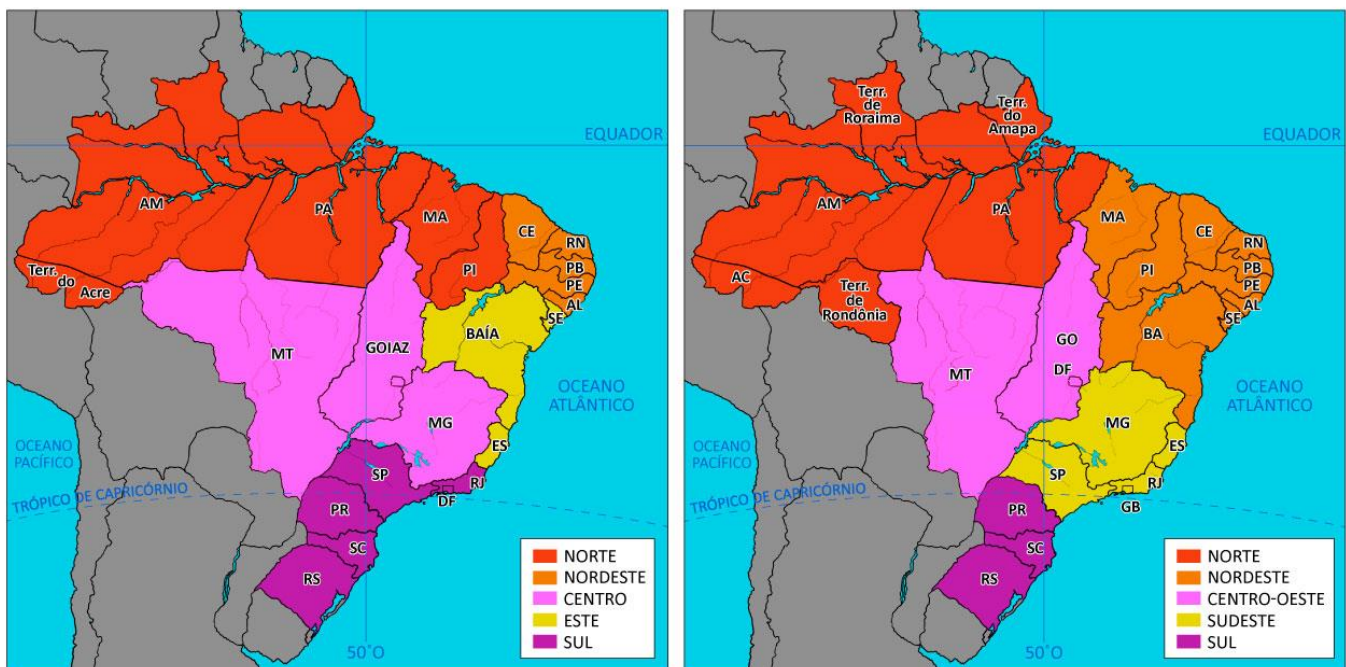 EQUADOR
AM
PA
MA
CE
RN
PB
PE
AL
SE
PI
Terr. do
Acre
BAÍA
MT
GOIAZ
MG
ES
OCEANO
ATLÂNTICO
OCEANO
PACÍFICO
SP
RJ
DF
TRÓPICO DE CAPRICÓRNIO
PR
SC
RS
50°O
NORTE
NORDESTE
CENTRO
ESTE
SUL
Terr.
de
Roraima
Terr.
do
Amapa
EQUADOR
AM
PA
MA
CE
RN
PB
PE
AL
SE
PI
AC
Terr.
de
Rondônia
BA
GO
DF
MT
MG
ES
OCEANO
ATLÂNTICO
OCEANO
PACÍFICO
SP
RJ
GB
TRÓPICO DE CAPRICÓRNIO
PR
SC
RS
50°O
NORTE
NORDESTE
CENTRO-OESTE
SUDESTE
SUL